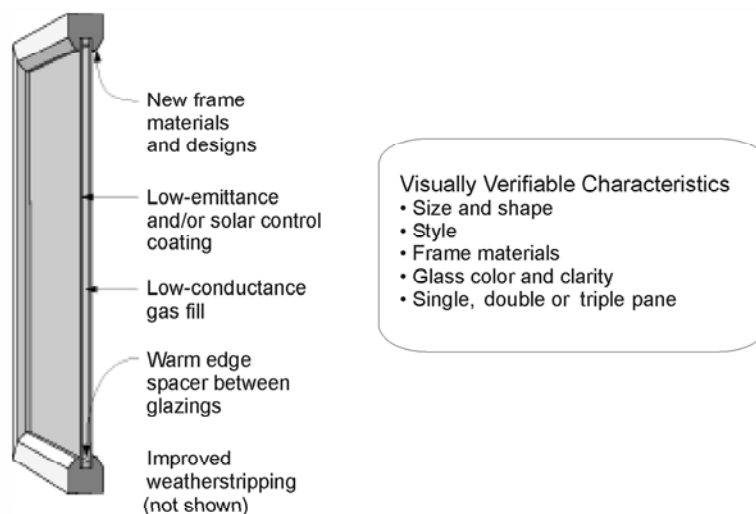 New frame
materials
and designs
Low-emittance
and/or solar control
coating
Low-conductance
gas fill
Warm edge
spacer between
glazings
Improved
weatherstripping
(not shown)
Visually Verifiable Characteristics
• Size and shape
• Style
• Frame materials
• Glass color and clarity
• Single, double or triple pane